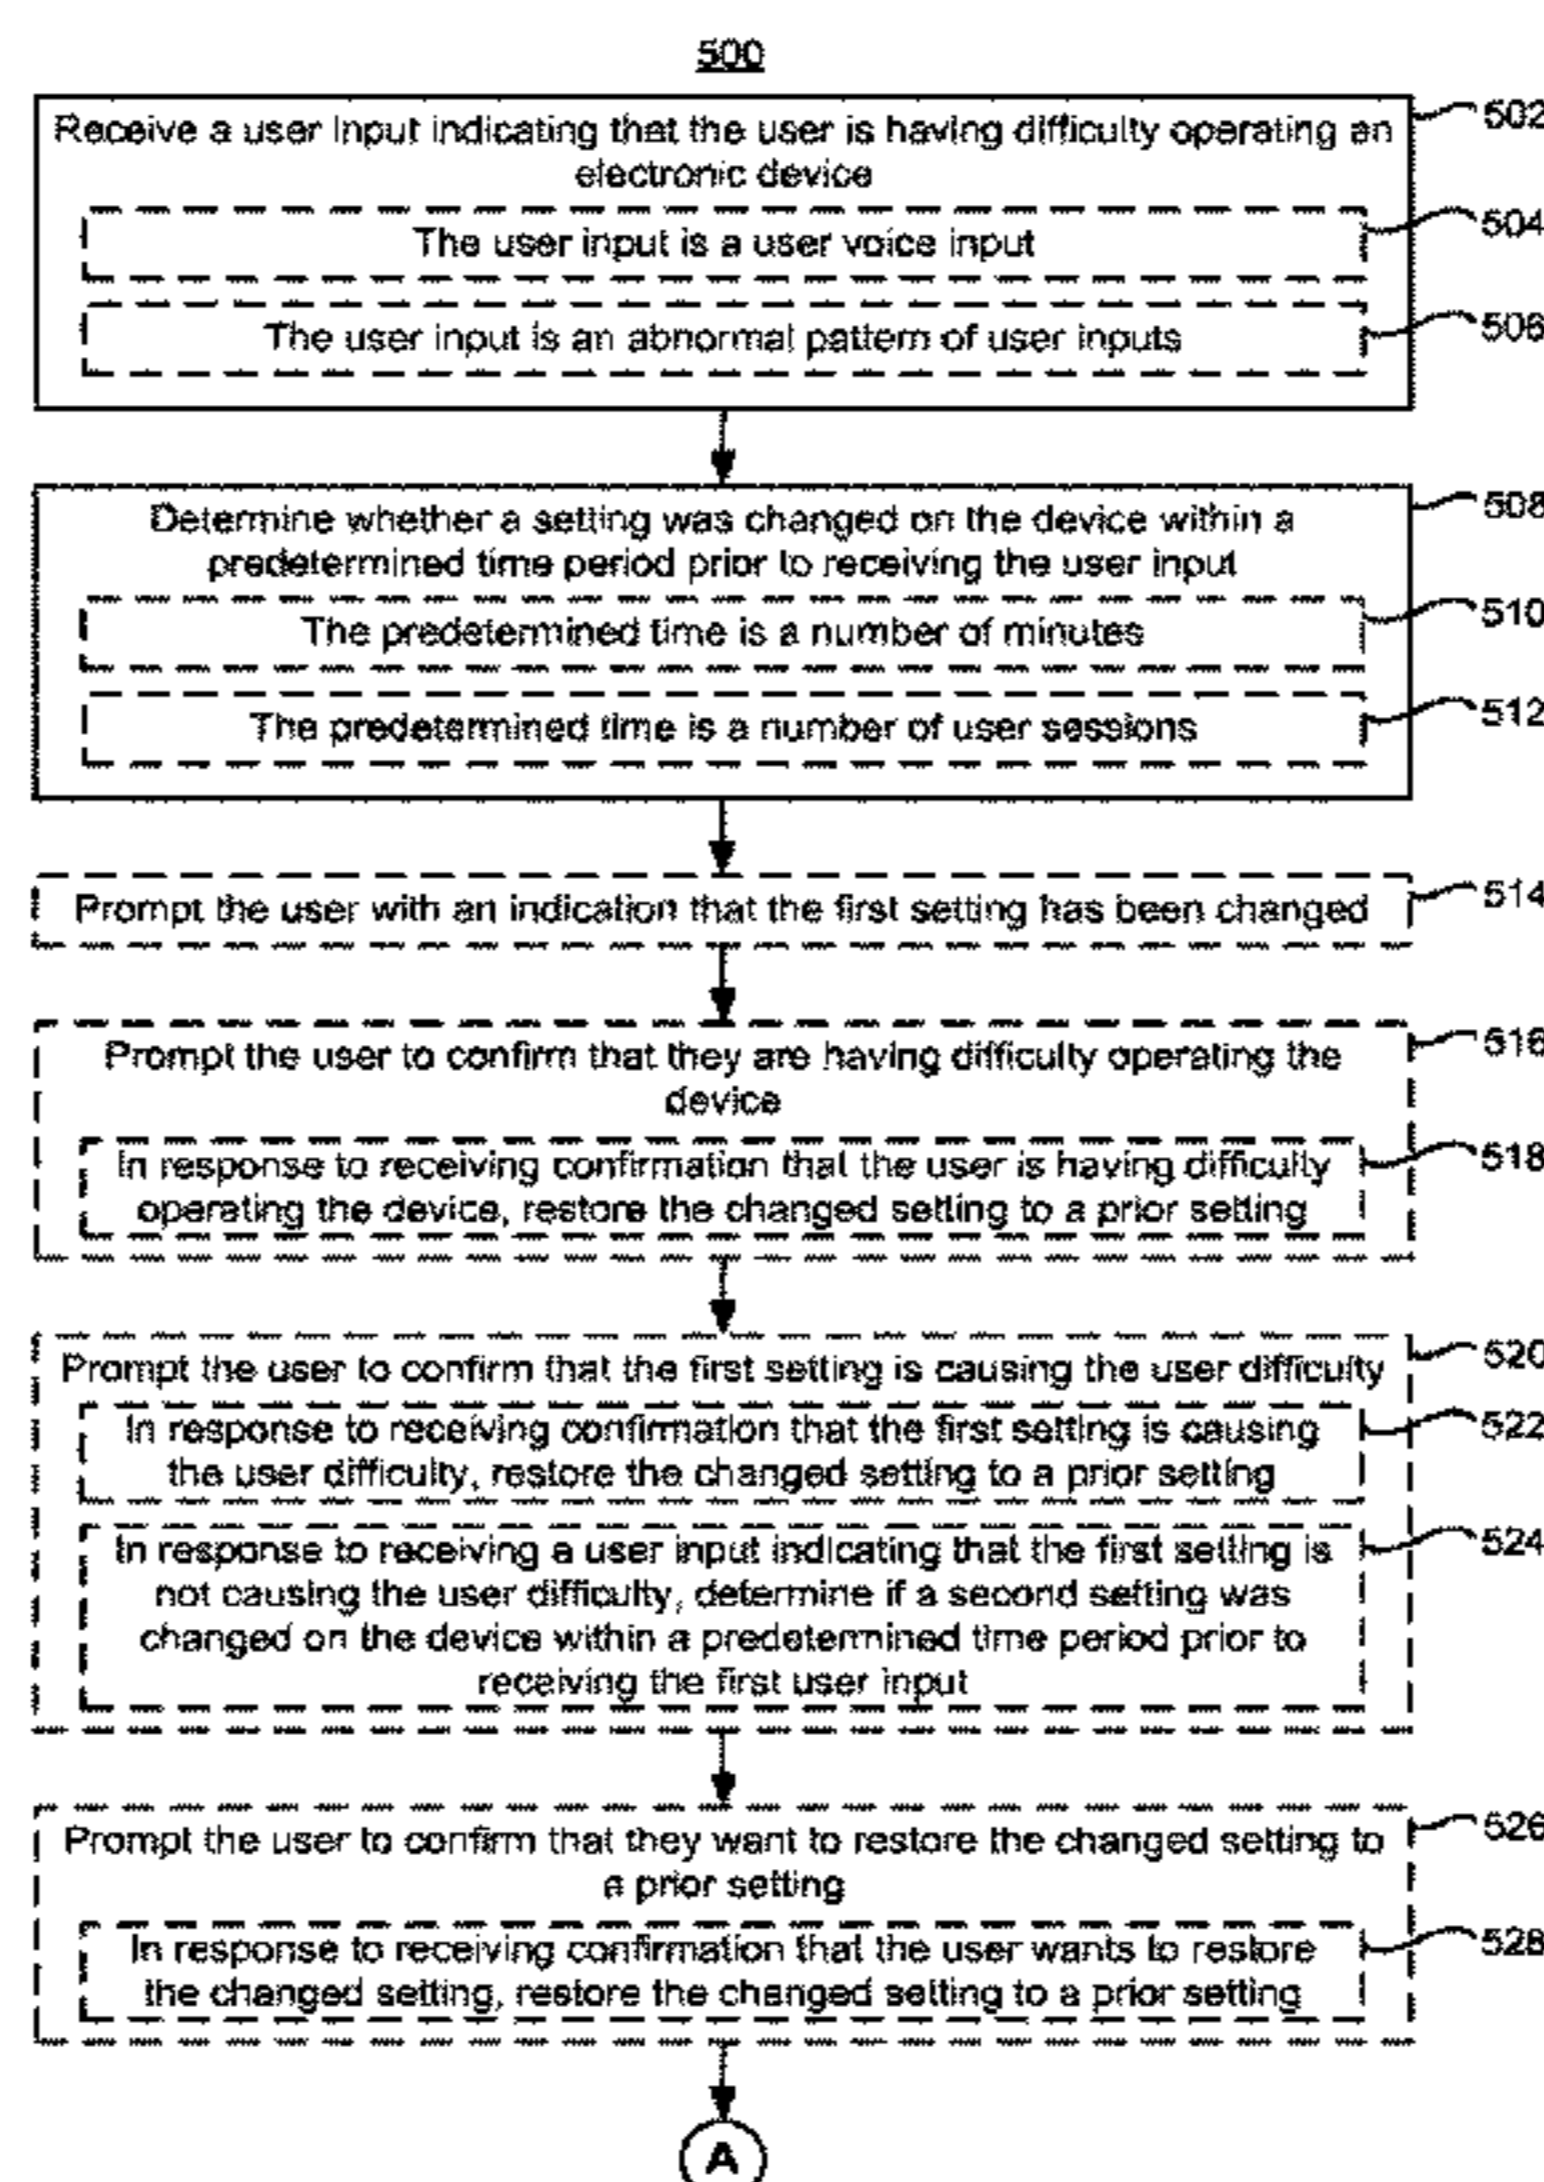 500
Receive a user Input indicating that the user is having difficulty operating an
electronic device
502
The user input is a user voice input
504
The user input is an abnormal pattern of user inputs
506
Determine whether a setting was changed on the device within a
predetermined time period prior to receiving the user input
508
The predetermined time is a number of minutes
510
The predetermined time is a number of user sessions
512
Prompt the user with an indication that the first setting has been changed
514
Prompt the user to confirm that they are having difficulty operating the
device
516
In response to receiving confirmation that the user is having difficulty
operating the device, restore the changed setting to a prior setting
518
Prompt the user to confirm that the first setting is causing the user difficulty
520
In response to receiving confirmation that the first setting is causing
the user difficulty, restore the changed setting to a prior setting
522
In response to receiving a user input indicating that the first setting is
not causing the user difficulty, determine if a second setting was
changed on the device within a predetermined time period prior to
receiving the first user input
524
Prompt the user to confirm that they want to restore the changed setting to
a prior setting
526
In response to receiving confirmation that the user wants to restore
the changed setting, restore the changed setting to a prior setting
528
A